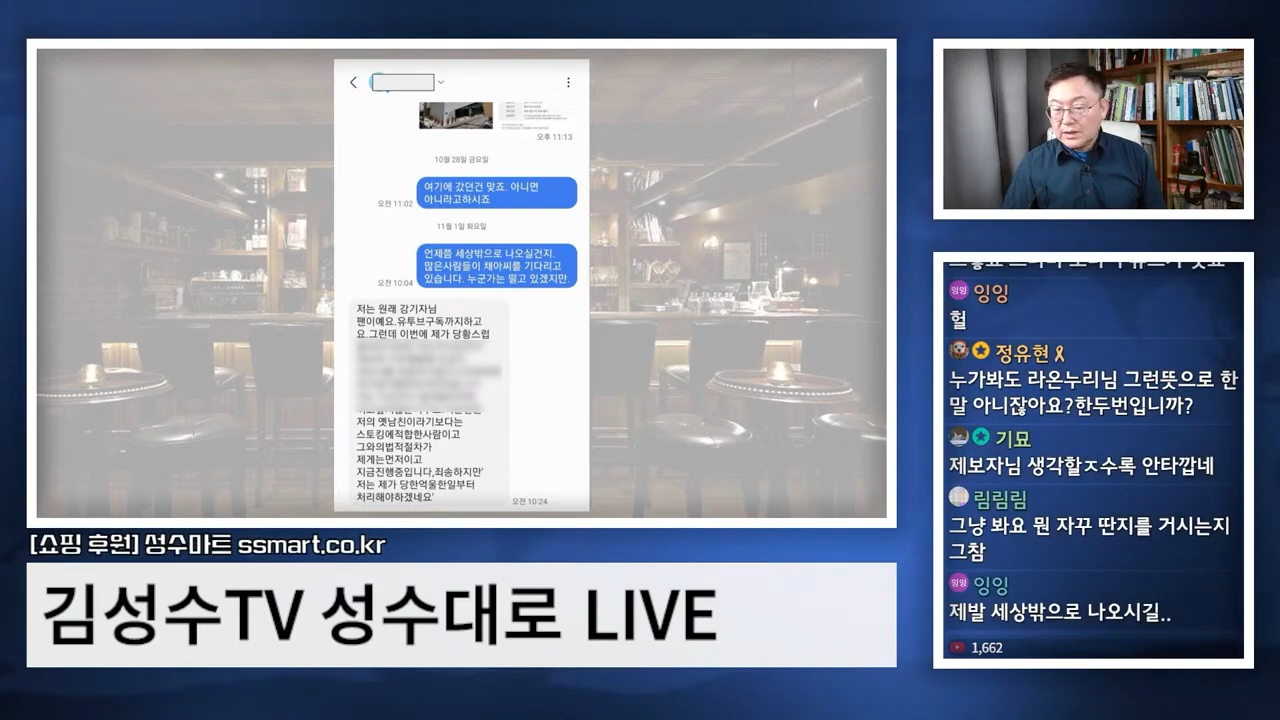 오후 11:13
10월 28일 금요일
여기에 갔던건 맞죠. 아니면
아니라고하시죠
오전 11:02
11월 1일 화요일
언제쯤 세상밖으로 나오실건지.
많은사람들이 채아씨를 기다리고
있습니다. 누군가는 떨고 있겠지만.
오전 10:04
저는 원래 강기자님
팬이예요.유투브구독까지하고
요.그런데 이번에 제가 당황스럽
저의 옛남친이라기보다는
스토킹에적합한사람이고
그와의법적절차가
제게는먼저이고
지금진행중입니다,죄송하지만'
저는 제가 당한억울한일부터
처리해야하겠네요'
오전 10:24
[쇼핑 후원] 성수마트 ssmart.co.kr
김성수TV 성수대로 LIVE
잉잉 잉잉
헐
정유현
누가봐도 라온누리님 그런뜻으로 한
말 아니잖아요?한두번입니까?
기묘
제보자님 생각할ㅈ수록 안타깝네
림림림
그냥 봐요 뭔 자꾸 딴지를 거시는지
그참
잉잉 잉잉
제발 세상밖으로 나오시길..
1,662